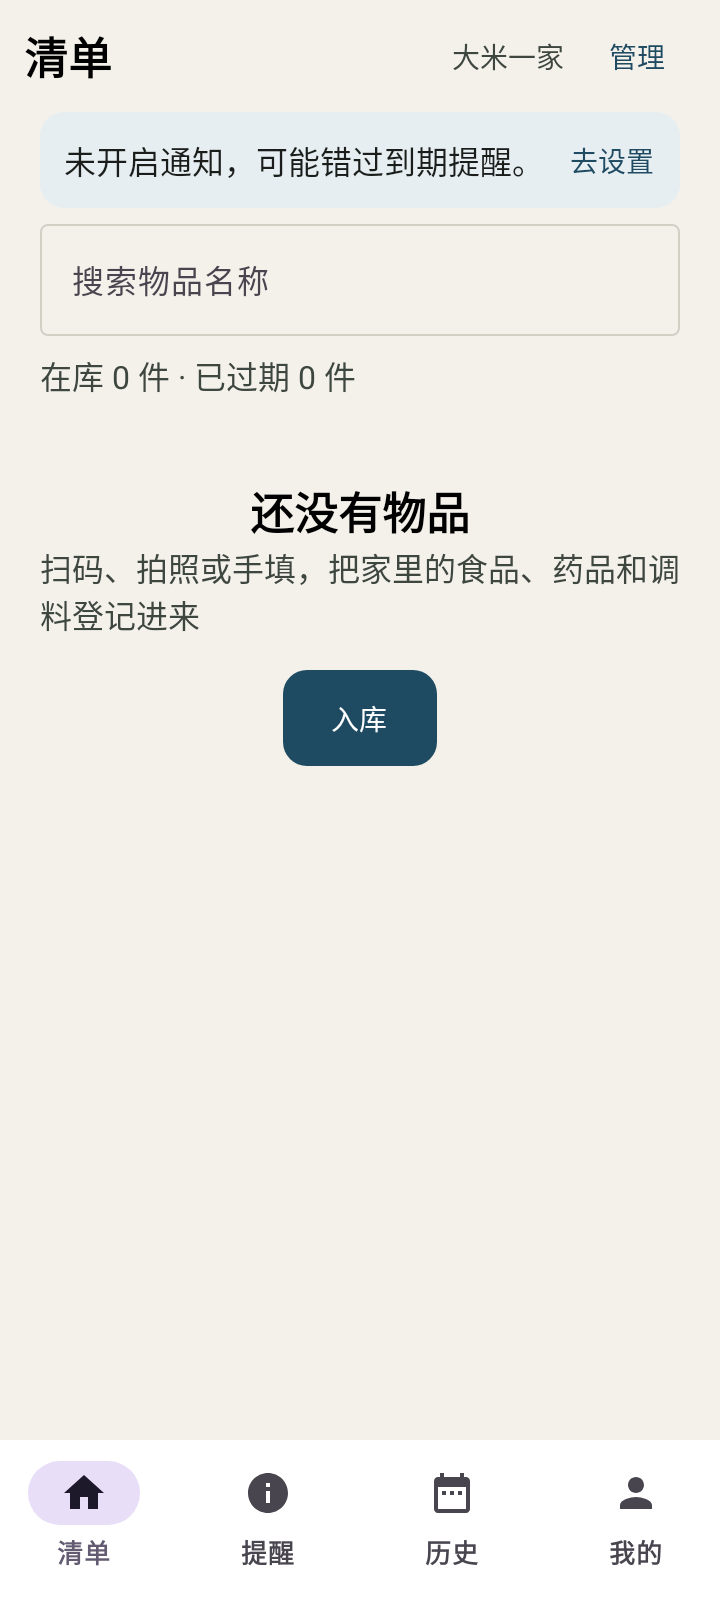 清单
大米一家
管理
未开启通知，可能错过到期提醒。
去设置
搜索物品名称
在库 0 件 · 已过期 0 件
还没有物品
扫码、拍照或手填，把家里的食品、药品和调
料登记进来
入库
清单
提醒
历史
我的